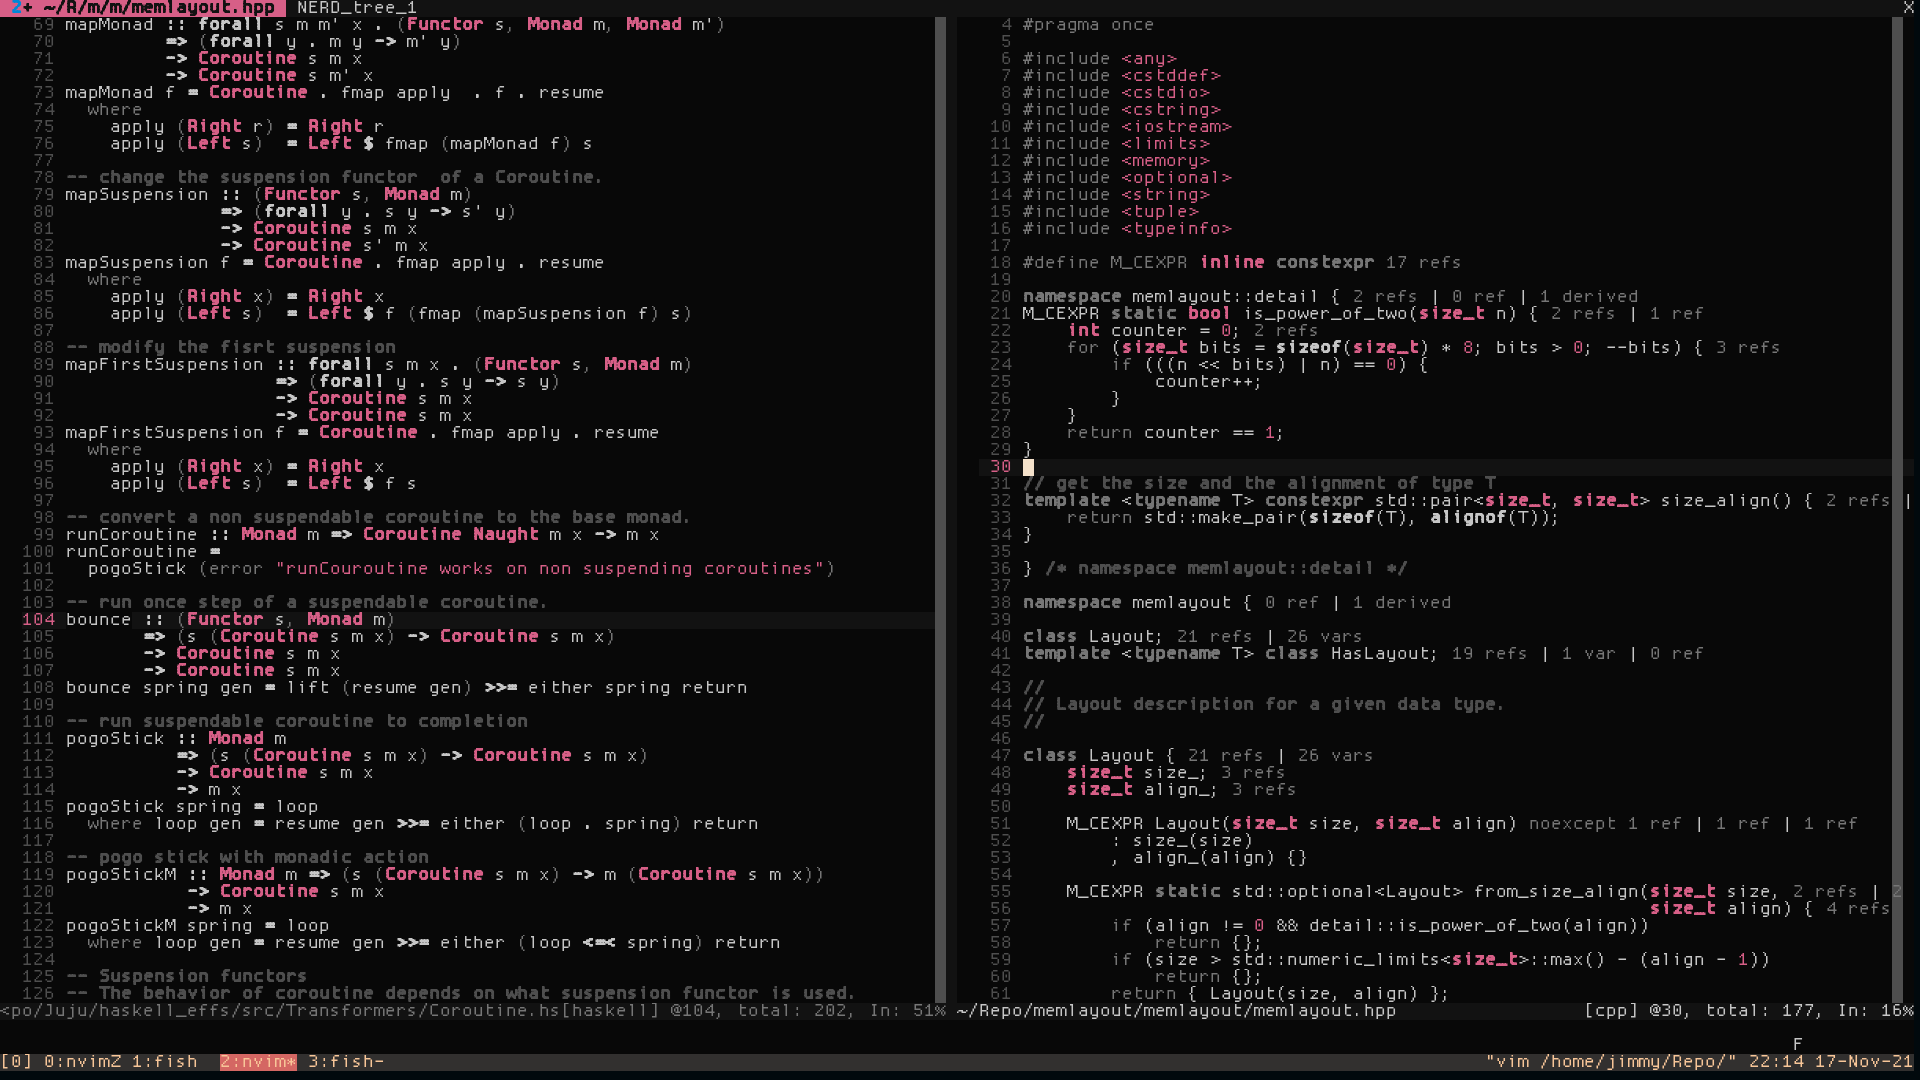 2+ ~/R/m/m/memlayout.hpp  NERD_tree_1 X
69 mapMonad :: forall s m m' x . (Functor s, Monad m, Monad m')
70          => (forall y . m y -> m' y)
71          -> Coroutine s m x
72          -> Coroutine s m' x
73 mapMonad f = Coroutine . fmap apply  . f . resume
74   where
75     apply (Right r) = Right r
76     apply (Left s)  = Left $ fmap (mapMonad f) s
77
78 -- change the suspension functor  of a Coroutine.
79 mapSuspension :: (Functor s, Monad m)
80               => (forall y . s y -> s' y)
81               -> Coroutine s m x
82               -> Coroutine s' m x
83 mapSuspension f = Coroutine . fmap apply . resume
84   where
85     apply (Right x) = Right x
86     apply (Left s)  = Left $ f (fmap (mapSuspension f) s)
87
88 -- modify the fisrt suspension
89 mapFirstSuspension :: forall s m x . (Functor s, Monad m)
90                    => (forall y . s y -> s y)
91                    -> Coroutine s m x
92                    -> Coroutine s m x
93 mapFirstSuspension f = Coroutine . fmap apply . resume
94   where
95     apply (Right x) = Right x
96     apply (Left s)  = Left $ f s
97
98 -- convert a non suspendable coroutine to the base monad.
99 runCoroutine :: Monad m => Coroutine Naught m x -> m x
100 runCoroutine =
101   pogoStick (error "runCouroutine works on non suspending coroutines")
102
103 -- run once step of a suspendable coroutine.
104 bounce :: (Functor s, Monad m)
105        => (s (Coroutine s m x) -> Coroutine s m x)
106        -> Coroutine s m x
107        -> Coroutine s m x
108 bounce spring gen = lift (resume gen) >>= either spring return
109
110 -- run suspendable coroutine to completion
111 pogoStick :: Monad m
112           => (s (Coroutine s m x) -> Coroutine s m x)
113           -> Coroutine s m x
114           -> m x
115 pogoStick spring = loop
116   where loop gen = resume gen >>= either (loop . spring) return
117
118 -- pogo stick with monadic action
119 pogoStickM :: Monad m => (s (Coroutine s m x) -> m (Coroutine s m x))
120            -> Coroutine s m x
121            -> m x
122 pogoStickM spring = loop
123   where loop gen = resume gen >>= either (loop <=< spring) return
124
125 -- Suspension functors
126 -- The behavior of coroutine depends on what suspension functor is used.
<po/Juju/haskell_effs/src/Transformers/Coroutine.hs[haskell] @104, total: 202, In: 51%
4 #pragma once
5
6 #include <any>
7 #include <cstddef>
8 #include <cstdio>
9 #include <cstring>
10 #include <iostream>
11 #include <limits>
12 #include <memory>
13 #include <optional>
14 #include <string>
15 #include <tuple>
16 #include <typeinfo>
17
18 #define M_CEXPR inline constexpr 17 refs
19
20 namespace memlayout::detail { 2 refs | 0 ref | 1 derived
21 M_CEXPR static bool is_power_of_two(size_t n) { 2 refs | 1 ref
22     int counter = 0; 2 refs
23     for (size_t bits = sizeof(size_t) * 8; bits > 0; --bits) { 3 refs
24         if (((n << bits) | n) == 0) {
25             counter++;
26         }
27     }
28     return counter == 1;
29 }
30
31 // get the size and the alignment of type T
32 template <typename T> constexpr std::pair<size_t, size_t> size_align() { 2 refs |
33     return std::make_pair(sizeof(T), alignof(T));
34 }
35
36 } /* namespace memlayout::detail */
37
38 namespace memlayout { 0 ref | 1 derived
39
40 class Layout; 21 refs | 26 vars
41 template <typename T> class HasLayout; 19 refs | 1 var | 0 ref
42
43 //
44 // Layout description for a given data type.
45 //
46
47 class Layout { 21 refs | 26 vars
48     size_t size_; 3 refs
49     size_t align_; 3 refs
50
51     M_CEXPR Layout(size_t size, size_t align) noexcept 1 ref | 1 ref | 1 ref
52         : size_(size)
53         , align_(align) {}
54
55     M_CEXPR static std::optional<Layout> from_size_align(size_t size, 2 refs | 2
56                                                          size_t align) { 4 refs
57         if (align != 0 && detail::is_power_of_two(align))
58             return {};
59         if (size > std::numeric_limits<size_t>::max() - (align - 1))
60             return {};
61         return { Layout(size, align) };
~/Repo/memlayout/memlayout/memlayout.hpp [cpp] @30, total: 177, In: 16%
F
[0] 0:nvimZ 1:fish  2:nvim* 3:fish- "vim /home/jimmy/Repo/" 22:14 17-Nov-21